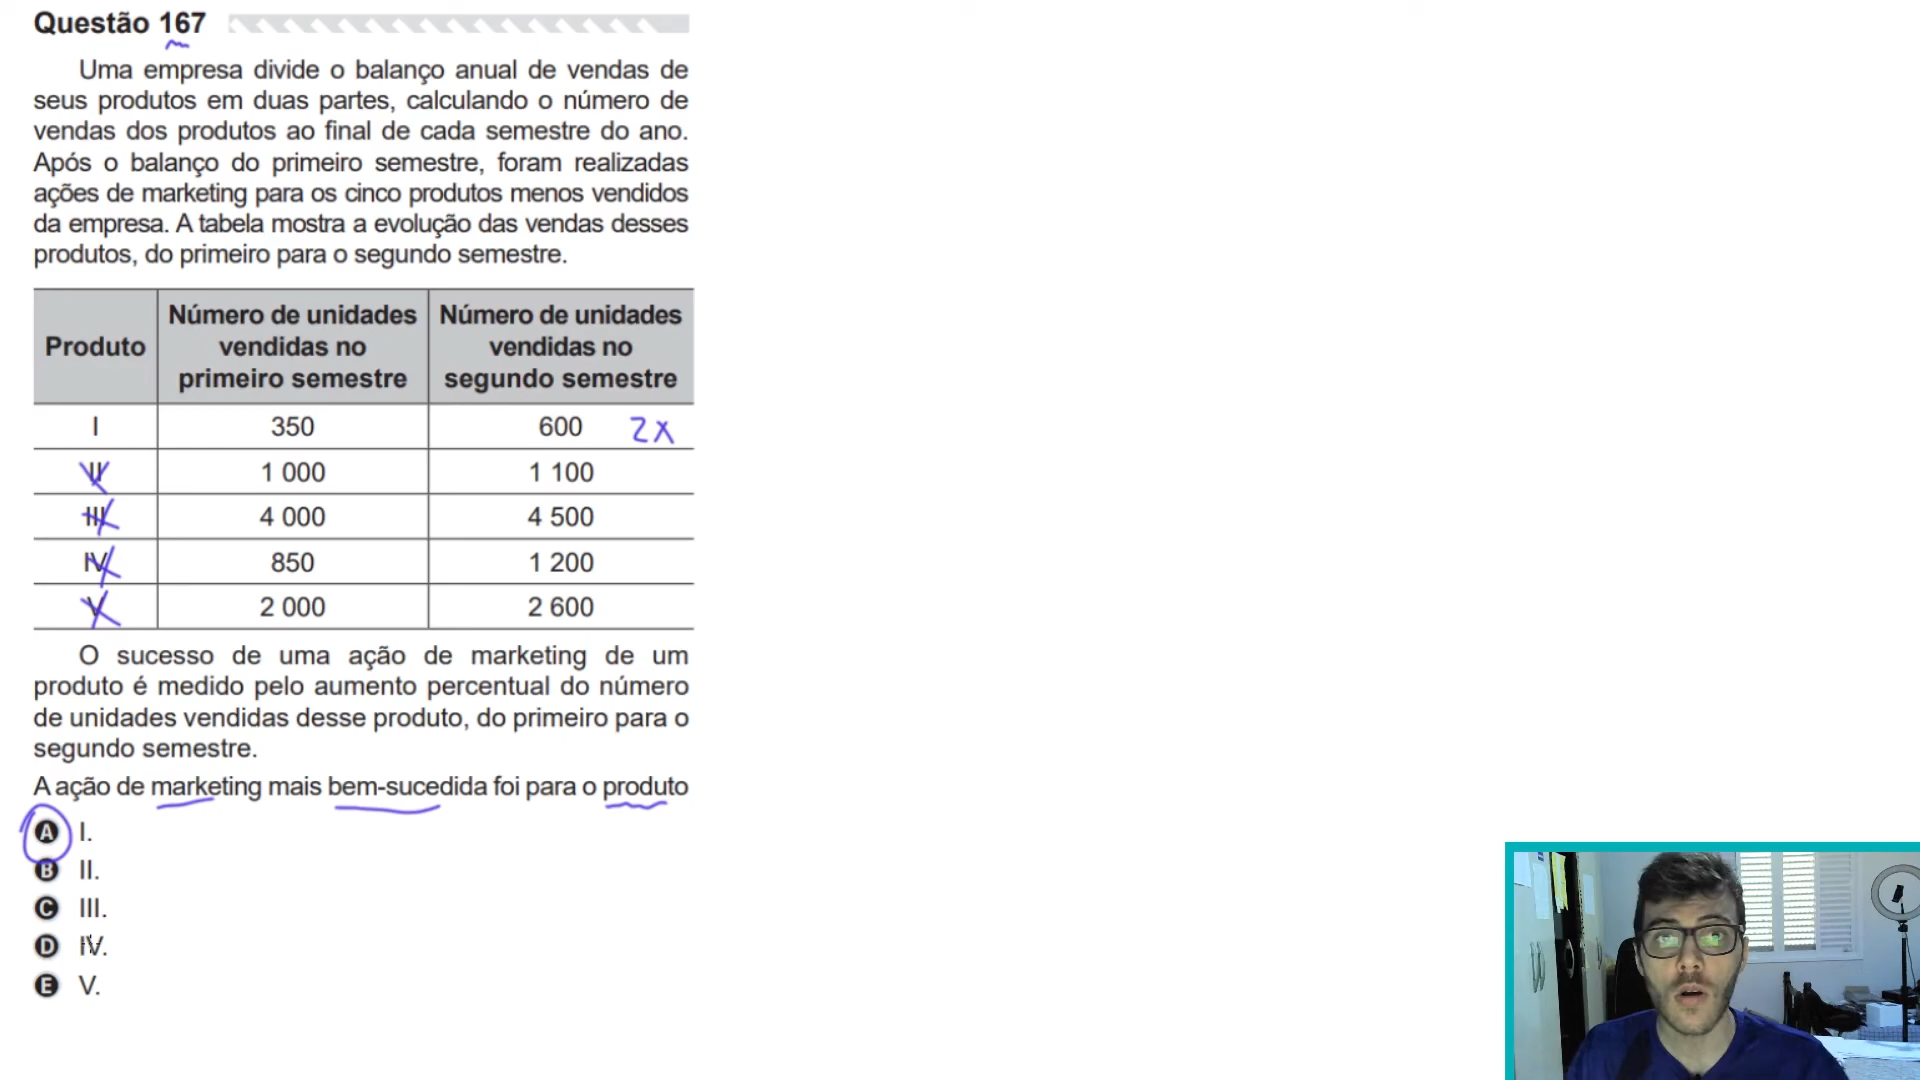 Questão 167
Uma empresa divide o balanço anual de vendas de
seus produtos em duas partes, calculando o número de
vendas dos produtos ao final de cada semestre do ano.
Após o balanço do primeiro semestre, foram realizadas
ações de marketing para os cinco produtos menos vendidos
da empresa. A tabela mostra a evolução das vendas desses
produtos, do primeiro para o segundo semestre.
Produto
Número de unidades
vendidas no
primeiro semestre
Número de unidades
vendidas no
segundo semestre
I 350 600 2x
II 1 000 1 100
III 4 000 4 500
IV 850 1 200
V 2 000 2 600
O sucesso de uma ação de marketing de um
produto é medido pelo aumento percentual do número
de unidades vendidas desse produto, do primeiro para o
segundo semestre.
A ação de marketing mais bem-sucedida foi para o produto
A I.
B II.
C III.
D IV.
E V.